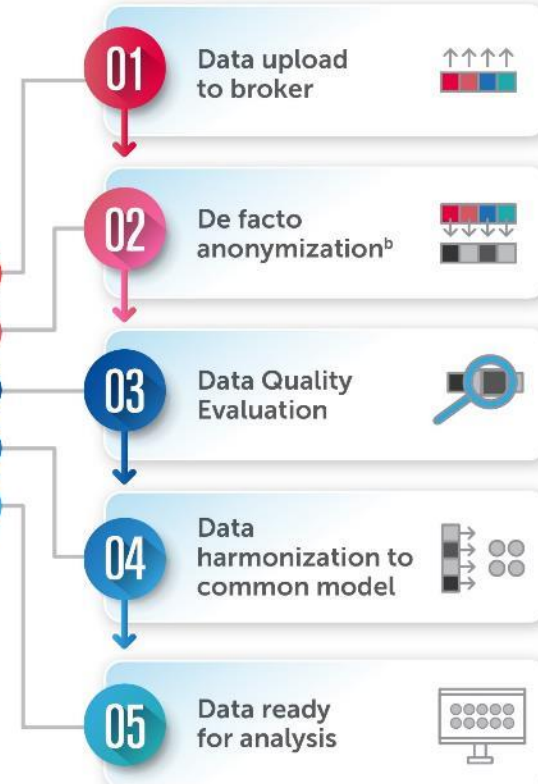 01
Data upload
to broker
02
De facto
anonymizationᵇ
03
Data Quality
Evaluation
04
Data
harmonization to
common model
05
Data ready
for analysis